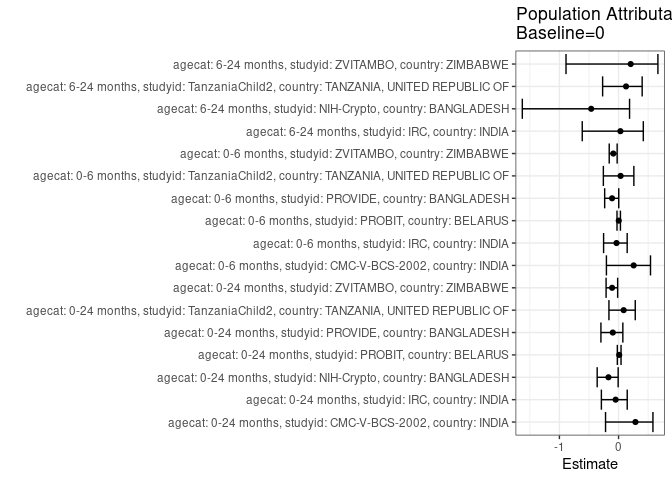 Population Attributa
Baseline=0
agecat: 6-24 months, studyid: ZVITAMBO, country: ZIMBABWE
agecat: 6-24 months, studyid: TanzaniaChild2, country: TANZANIA, UNITED REPUBLIC OF
agecat: 6-24 months, studyid: NIH-Crypto, country: BANGLADESH
agecat: 6-24 months, studyid: IRC, country: INDIA
agecat: 0-6 months, studyid: ZVITAMBO, country: ZIMBABWE
agecat: 0-6 months, studyid: TanzaniaChild2, country: TANZANIA, UNITED REPUBLIC OF
agecat: 0-6 months, studyid: PROVIDE, country: BANGLADESH
agecat: 0-6 months, studyid: PROBIT, country: BELARUS
agecat: 0-6 months, studyid: IRC, country: INDIA
agecat: 0-6 months, studyid: CMC-V-BCS-2002, country: INDIA
agecat: 0-24 months, studyid: ZVITAMBO, country: ZIMBABWE
agecat: 0-24 months, studyid: TanzaniaChild2, country: TANZANIA, UNITED REPUBLIC OF
agecat: 0-24 months, studyid: PROVIDE, country: BANGLADESH
agecat: 0-24 months, studyid: PROBIT, country: BELARUS
agecat: 0-24 months, studyid: NIH-Crypto, country: BANGLADESH
agecat: 0-24 months, studyid: IRC, country: INDIA
agecat: 0-24 months, studyid: CMC-V-BCS-2002, country: INDIA
-1 0
Estimate